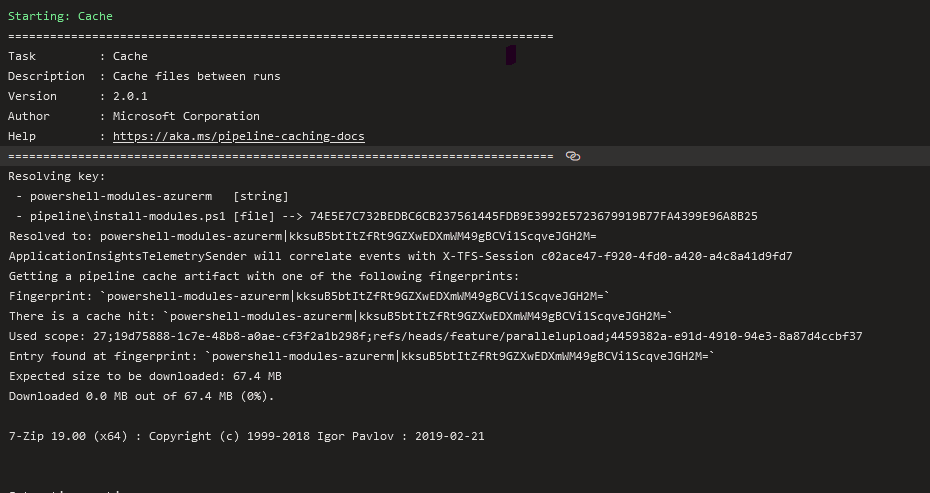 Starting: Cache
==============================================================================
Task         : Cache
Description  : Cache files between runs
Version      : 2.0.1
Author       : Microsoft Corporation
Help         : https://aka.ms/pipeline-caching-docs
==============================================================================
Resolving key:
 - powershell-modules-azurerm   [string]
 - pipeline\install-modules.ps1 [file] --> 74E5E7C732BEDBC6CB237561445FDB9E3992E5723679919B77FA4399E96A8B25
Resolved to: powershell-modules-azurerm|kksuB5btItZfRt9GZXwEDXmWM49gBCVi1ScqveJGH2M=
ApplicationInsightsTelemetrySender will correlate events with X-TFS-Session c02ace47-f920-4fd0-a420-a4c8a41d9fd7
Getting a pipeline cache artifact with one of the following fingerprints:
Fingerprint: `powershell-modules-azurerm|kksuB5btItZfRt9GZXwEDXmWM49gBCVi1ScqveJGH2M=`
There is a cache hit: `powershell-modules-azurerm|kksuB5btItZfRt9GZXwEDXmWM49gBCVi1ScqveJGH2M=`
Used scope: 27;19d75888-1c7e-48b8-a0ae-cf3f2a1b298f;refs/heads/feature/parallelupload;4459382a-e91d-4910-94e3-8a87d4ccbf37
Entry found at fingerprint: `powershell-modules-azurerm|kksuB5btItZfRt9GZXwEDXmWM49gBCVi1ScqveJGH2M=`
Expected size to be downloaded: 67.4 MB
Downloaded 0.0 MB out of 67.4 MB (0%).
7-Zip 19.00 (x64) : Copyright (c) 1999-2018 Igor Pavlov : 2019-02-21